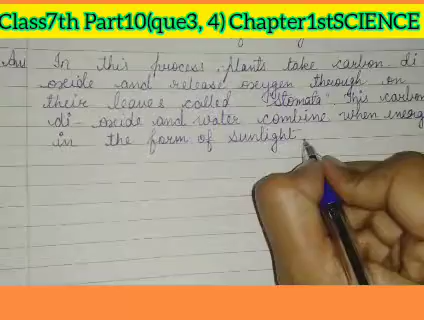 Class7th Part10(que3, 4) Chapter1stSCIENCE
Ans In this process, plants take carbon di
oxide and release oxygen through on
their leaves called "stomata". This carbon
di-oxide and water combine when energy
in the form of sunlight